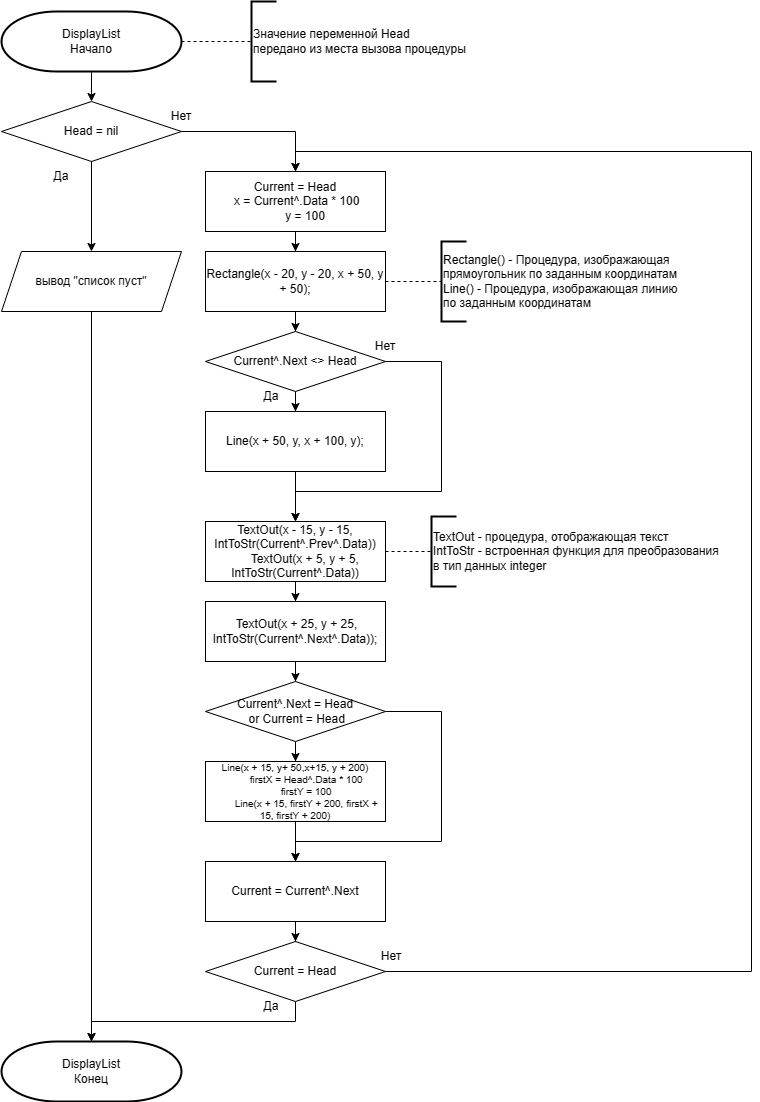 DisplayList
Начало
Значение переменной Head
передано из места вызова процедуры
Head = nil
Нет
Да
Current = Head
x = Current^.Data * 100
y = 100
вывод "список пуст"
Rectangle(x - 20, y - 20, x + 50, y
+ 50);
Rectangle() - Процедура, изображающая
прямоугольник по заданным координатам
Line() - Процедура, изображающая линию
по заданным координатам
Current^.Next <> Head
Нет
Да
Line(x + 50, y, x + 100, y);
TextOut(x - 15, y - 15,
IntToStr(Current^.Prev^.Data))
TextOut(x + 5, y + 5,
IntToStr(Current^.Data))
TextOut - процедура, отображающая текст
IntToStr - встроенная функция для преобразования
в тип данных integer
TextOut(x + 25, y + 25,
IntToStr(Current^.Next^.Data));
Current^.Next = Head
or Current = Head
Line(x + 15, y+ 50,x+15, y + 200)
firstX = Head^.Data * 100
firstY = 100
Line(x + 15, firstY + 200, firstX +
15, firstY + 200)
Current = Current^.Next
Current = Head
Нет
Да
DisplayList
Конец